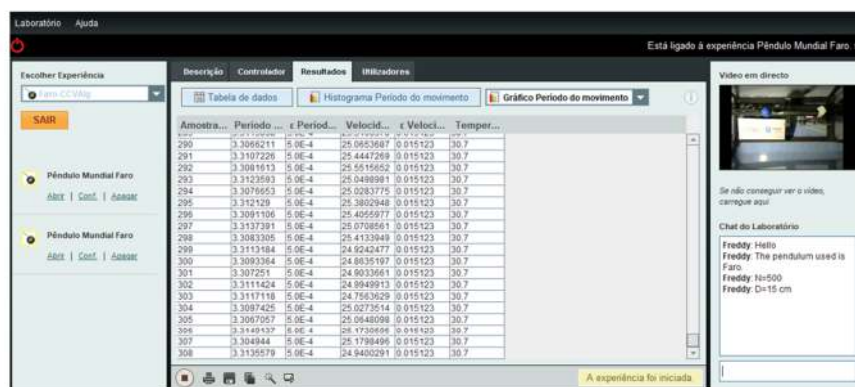 Laboratório Ajuda
Está ligado à experiência Pêndulo Mundial Faro.
Escolher Experiência
Faro CCVAlg
SAIR
Pêndulo Mundial Faro
Abrir | Conf. | Apagar
Pêndulo Mundial Faro
Abrir | Conf. | Apagar
Descrição Controlador Resultados Utilizadores
Tabela de dados Histograma Período do movimento Gráfico Período do movimento
Amostra... Período ... ε Períod... Velocid... ε Veloci... Temper...
290 3.3066211 5.0E-4 25.0653687 0.015123 30.7
291 3.3107226 5.0E-4 25.4447269 0.015123 30.7
292 3.3081613 5.0E-4 25.5515652 0.015123 30.7
293 3.3123593 5.0E-4 25.0498981 0.015123 30.7
294 3.3076653 5.0E-4 25.0283775 0.015123 30.7
295 3.312129 5.0E-4 25.3802948 0.015123 30.7
296 3.3091106 5.0E-4 25.4055977 0.015123 30.7
297 3.3137391 5.0E-4 25.0708561 0.015123 30.7
298 3.3083305 5.0E-4 25.4133949 0.015123 30.7
299 3.3113184 5.0E-4 24.9242477 0.015123 30.7
300 3.3093364 5.0E-4 24.8635197 0.015123 30.7
301 3.307251 5.0E-4 24.9033661 0.015123 30.7
302 3.3111424 5.0E-4 24.9949913 0.015123 30.7
303 3.3117118 5.0E-4 24.7563629 0.015123 30.7
304 3.3097425 5.0E-4 25.0273514 0.015123 30.7
305 3.3067057 5.0E-4 25.0648098 0.015123 30.7
306 3.3140137 5.0E-4 25.1730606 0.015123 30.7
307 3.304944 5.0E-4 25.1798496 0.015123 30.7
308 3.3135579 5.0E-4 24.9400291 0.015123 30.7
A experiência foi iniciada.
Vídeo em directo
Se não conseguir ver o vídeo,
carregue aqui
Chat do Laboratório
Freddy: Hello
Freddy: The pendulum used is
Faro.
Freddy: N=500
Freddy: D=15 cm